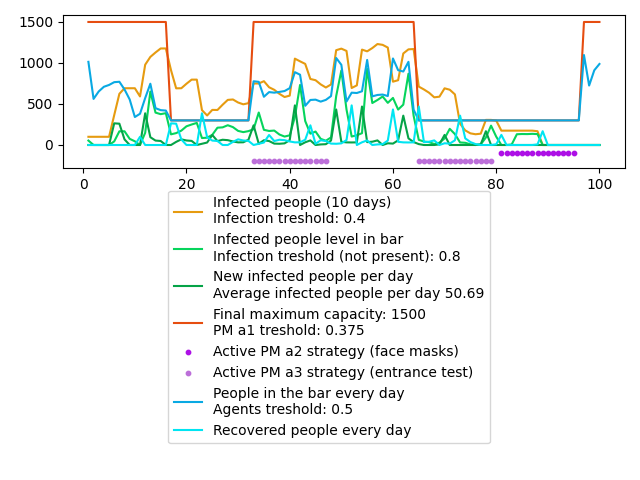 1500
1000
500
0
0
20
40
60
80
100
Infected people (10 days)
Infection treshold: 0.4
Infected people level in bar
Infection treshold (not present): 0.8
New infected people per day
Average infected people per day 50.69
Final maximum capacity: 1500
PM a1 treshold: 0.375
Active PM a2 strategy (face masks)
Active PM a3 strategy (entrance test)
People in the bar every day
Agents treshold: 0.5
Recovered people every day